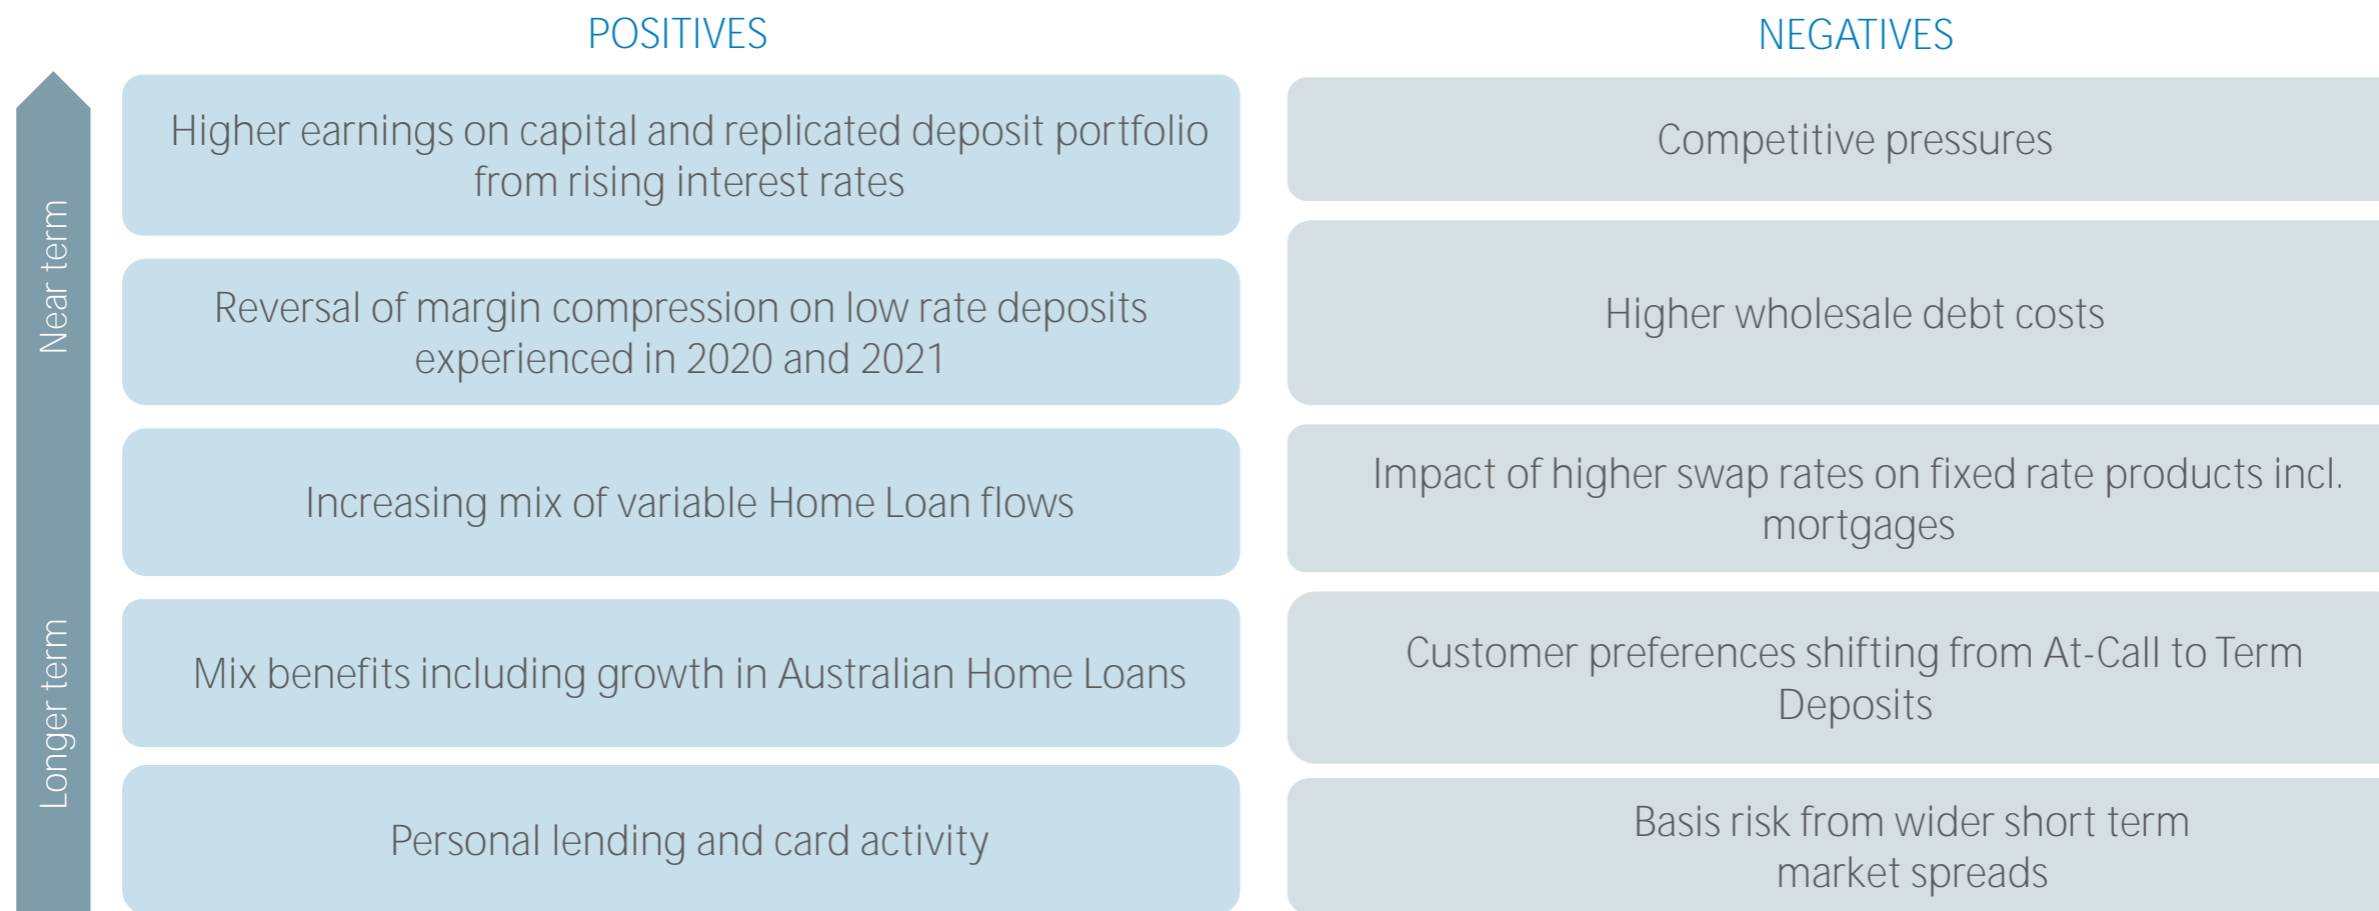 POSITIVES
NEGATIVES
Near term
Longer term
Higher earnings on capital and replicated deposit portfolio
from rising interest rates
Reversal of margin compression on low rate deposits
experienced in 2020 and 2021
Increasing mix of variable Home Loan flows
Mix benefits including growth in Australian Home Loans
Personal lending and card activity
Competitive pressures
Higher wholesale debt costs
Impact of higher swap rates on fixed rate products incl.
mortgages
Customer preferences shifting from At-Call to Term
Deposits
Basis risk from wider short term
market spreads